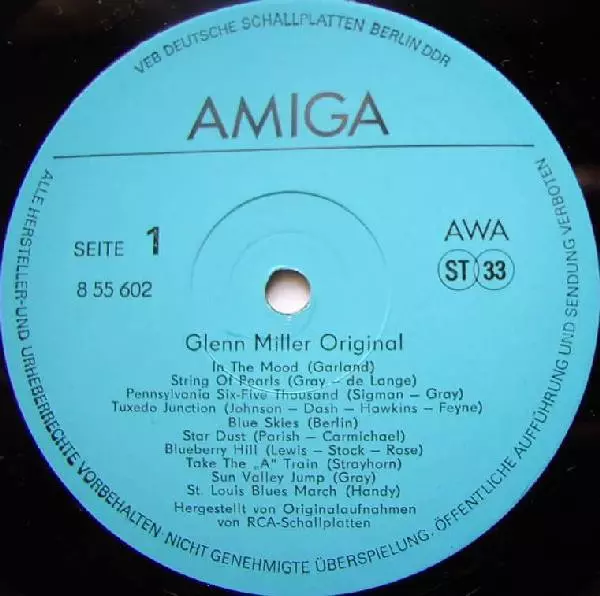 VEB DEUTSCHE SCHALLPLATTEN BERLIN DDR
AMIGA
SEITE 1
8 55 602
AWA
ST 33
Glenn Miller Original
In The Mood (Garland)
String Of Pearls (Gray – de Lange)
Pennsylvania Six-Five Thousand (Sigman – Gray)
Tuxedo Junction (Johnson – Dash – Hawkins – Feyne)
Blue Skies (Berlin)
Star Dust (Parish – Carmichael)
Blueberry Hill (Lewis – Stock – Rose)
Take The „A" Train (Strayhorn)
Sun Valley Jump (Gray)
St. Louis Blues March (Handy)
Hergestellt von Originalaufnahmen
von RCA-Schallplatten
ALLE HERSTELLER-UND URHEBERRECHTE VORBEHALTEN · NICHT GENEHMIGTE ÜBERSPIELUNG, ÖFFENTLICHE AUFFÜHRUNG UND SENDUNG VERBOTEN